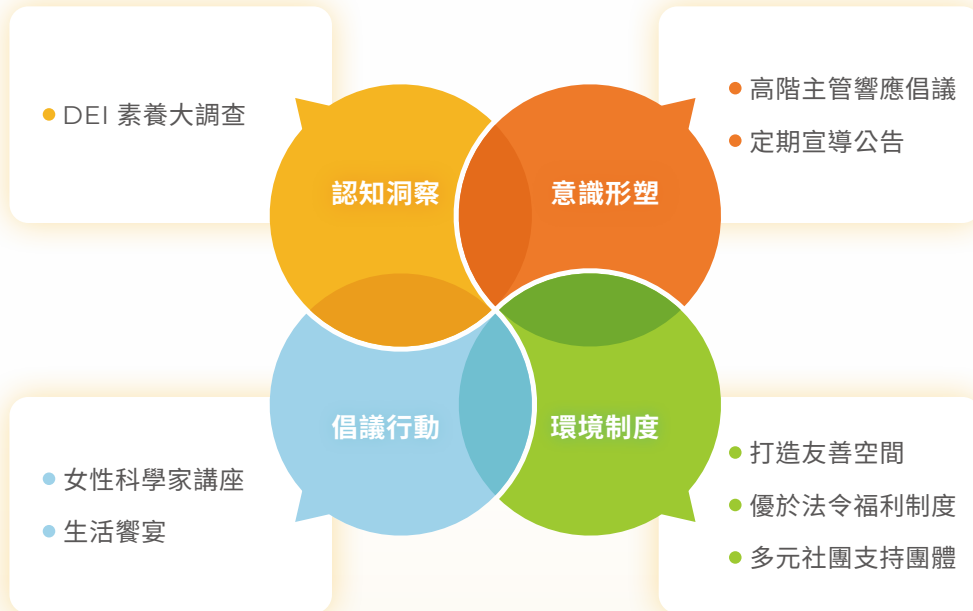 DEI 素養大調查
認知洞察
意識形塑
高階主管響應倡議
定期宣導公告
女性科學家講座
生活饗宴
倡議行動
環境制度
打造友善空間
優於法令福利制度
多元社團支持團體